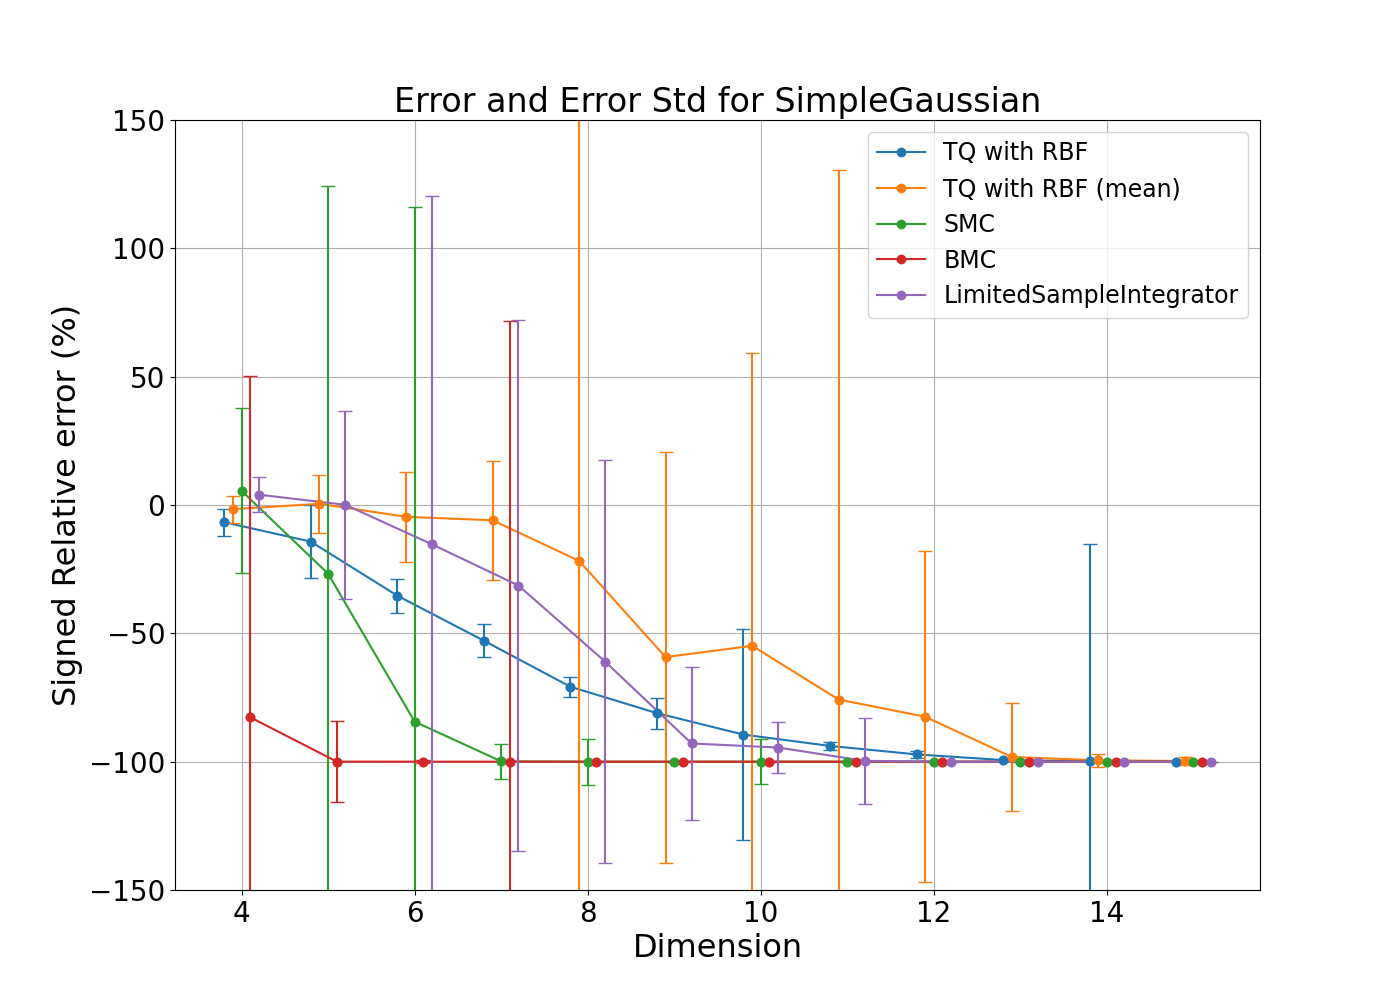 Error and Error Std for SimpleGaussian
Signed Relative error (%)
150
100
50
0
−50
−100
−150
TQ with RBF
TQ with RBF (mean)
SMC
BMC
LimitedSampleIntegrator
4 6 8 10 12 14
Dimension